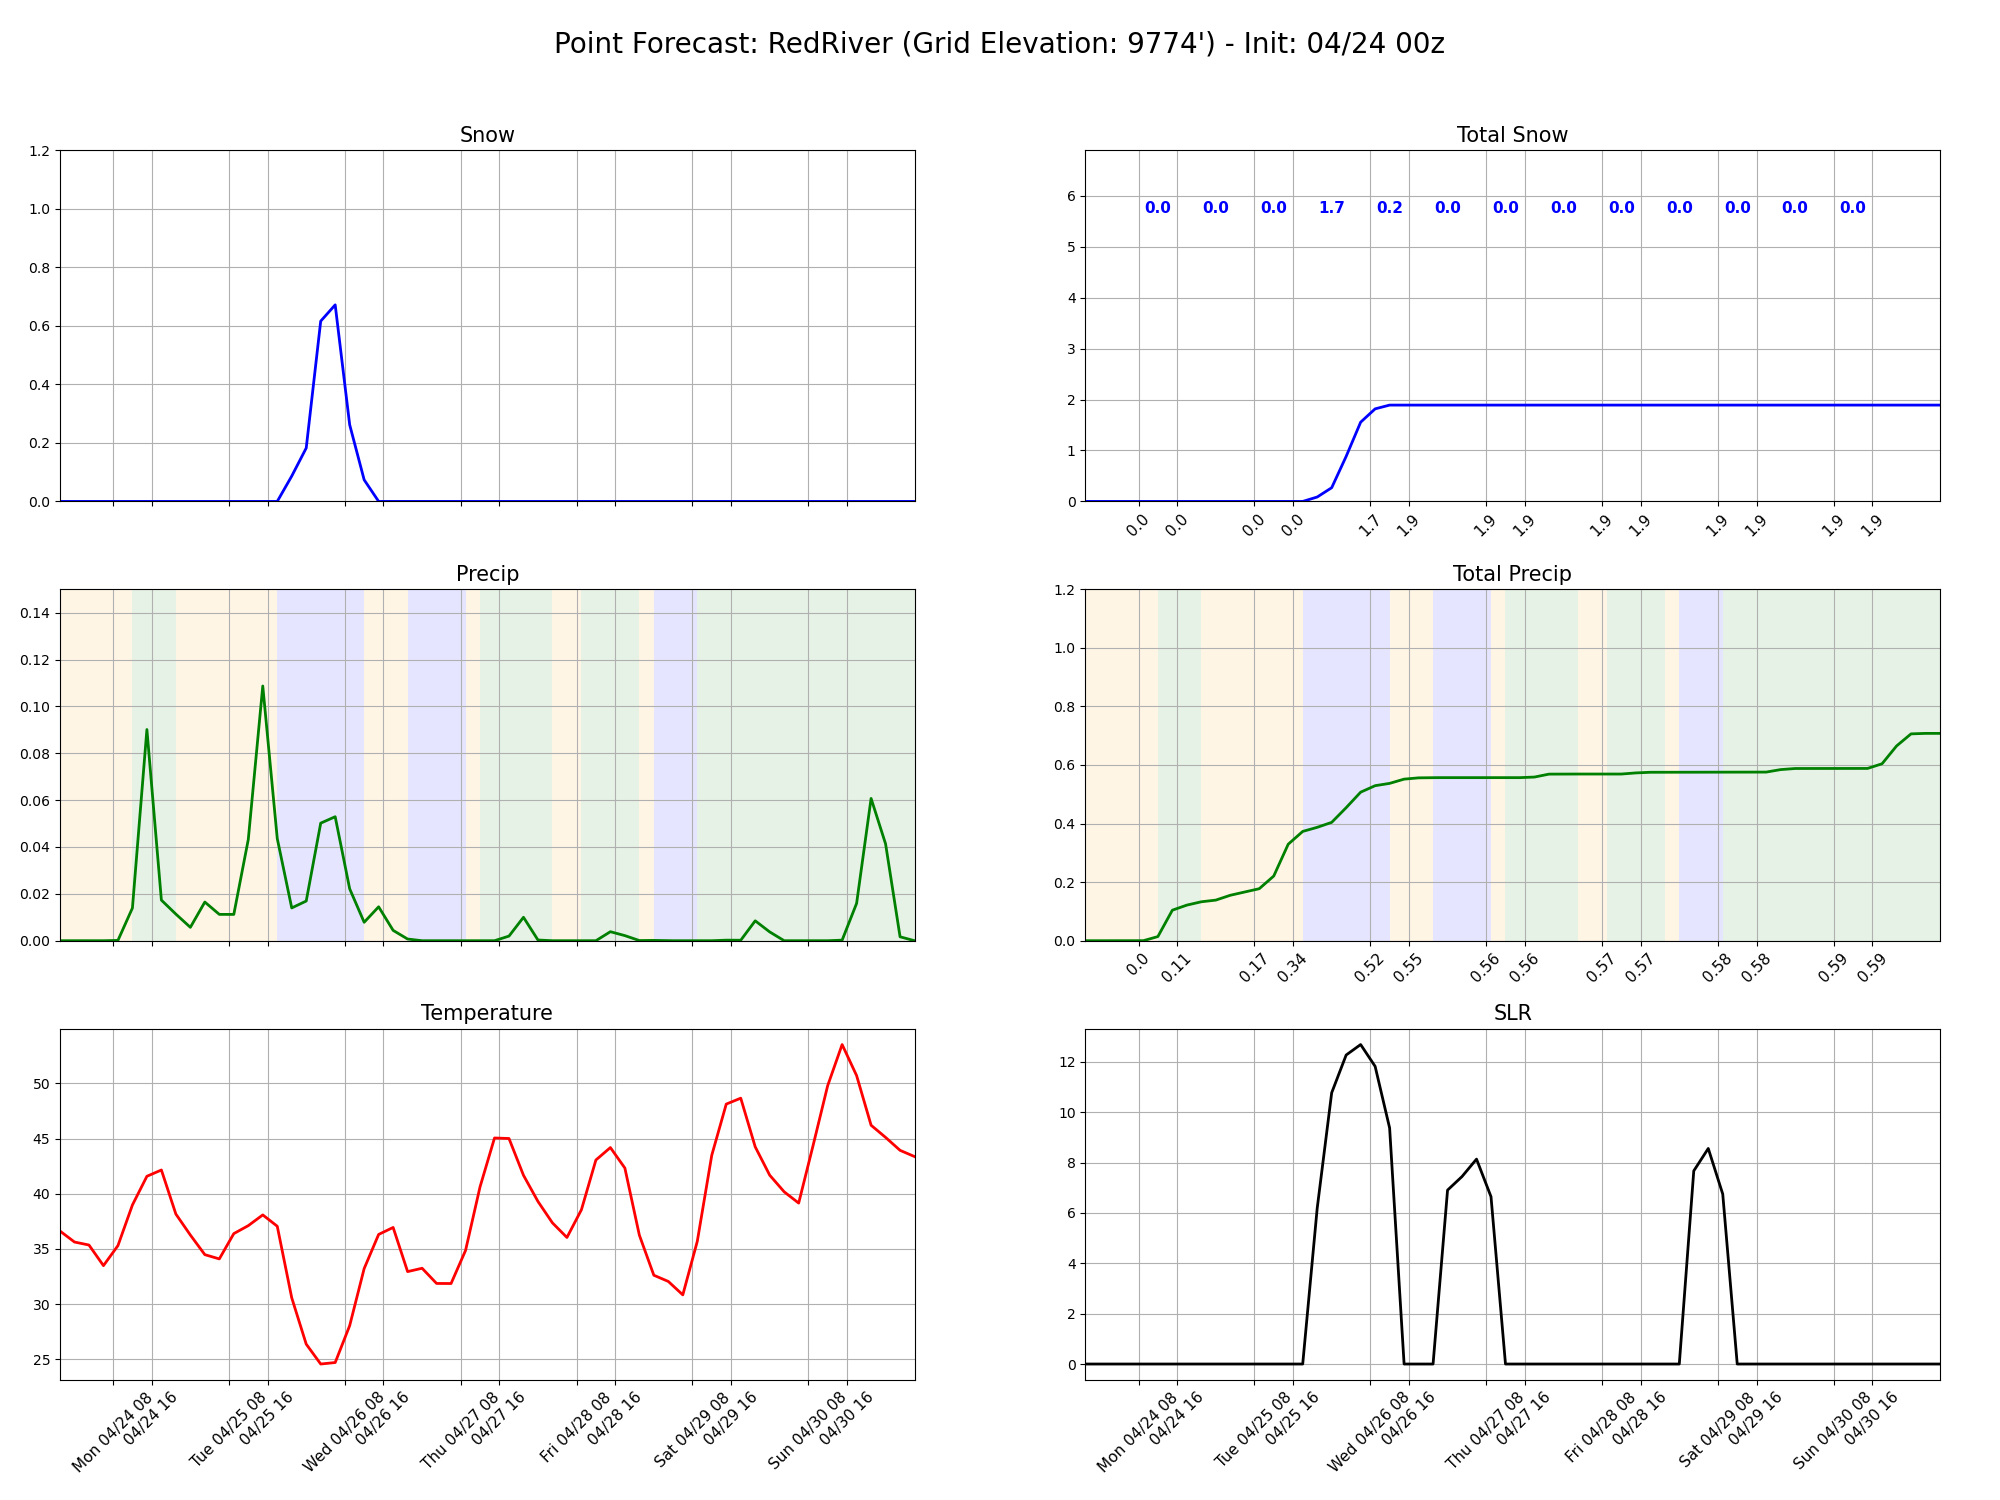 Point Forecast: RedRiver (Grid Elevation: 9774') - Init: 04/24 00z
Snow
1.2
1.0
0.8
0.6
0.4
0.2
0.0
Total Snow
6
5
4
3
2
1
0
0.0 0.0 0.0 1.7 0.2 0.0 0.0 0.0 0.0 0.0 0.0 0.0 0.0
0.0 0.0 0.0 0.0 1.7 1.9 1.9 1.9 1.9 1.9 1.9 1.9 1.9 1.9
Precip
0.14
0.12
0.10
0.08
0.06
0.04
0.02
0.00
Total Precip
1.2
1.0
0.8
0.6
0.4
0.2
0.0
0.0 0.11 0.17 0.34 0.52 0.55 0.56 0.56 0.57 0.57 0.58 0.58 0.59 0.59
Temperature
50
45
40
35
30
25
Mon 04/24 08
04/24 16
Tue 04/25 08
04/25 16
Wed 04/26 08
04/26 16
Thu 04/27 08
04/27 16
Fri 04/28 08
04/28 16
Sat 04/29 08
04/29 16
Sun 04/30 08
04/30 16
SLR
12
10
8
6
4
2
0
Mon 04/24 08
04/24 16
Tue 04/25 08
04/25 16
Wed 04/26 08
04/26 16
Thu 04/27 08
04/27 16
Fri 04/28 08
04/28 16
Sat 04/29 08
04/29 16
Sun 04/30 08
04/30 16